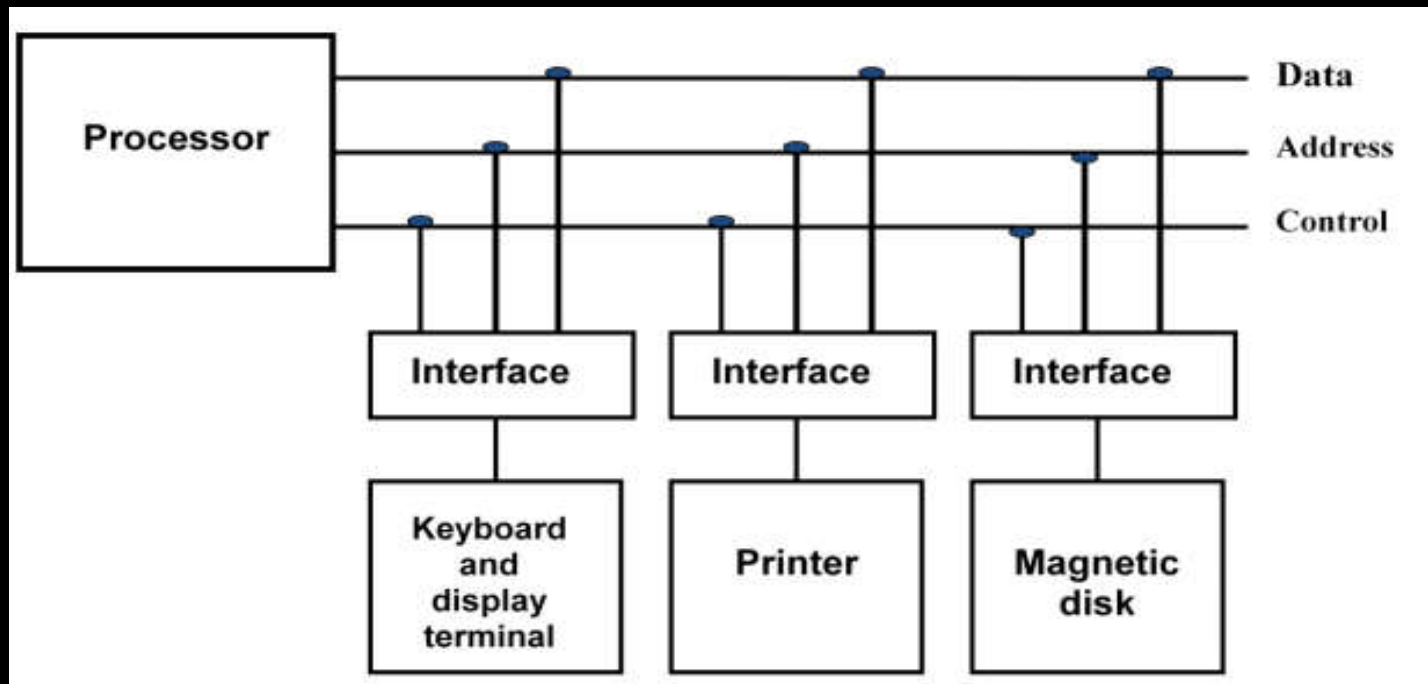 Processor
Data
Address
Control
Interface
Interface
Interface
Keyboard
and
display
terminal
Printer
Magnetic
disk